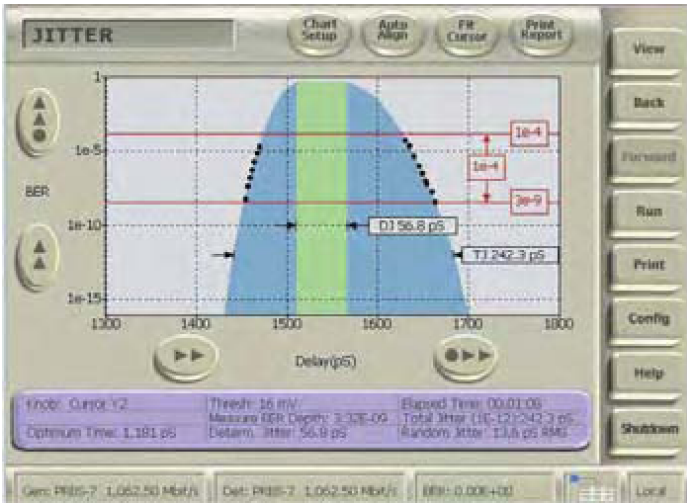 JITTER
Chart Setup
Auto Align
Fit Cursor
Print Report
View
Back
Forward
Run
Print
Config
Help
Shutdown
1
1e-5
1e-10
1e-15
BER
1e-4
1e-4
3e-9
DJ 56.8 pS
TJ 242.3 pS
1300 1400 1500 1600 1700 1800
Delay(pS)
Knob: Cursor Y2
Optimum Time: 1,181 pS
Thresh: 16 mV
Measure BER Depth: 3.32E-09
Determ. Jitter: 56.8 pS
Elapsed Time: 00:01:06
Total Jitter (1E-12):242.3 pS
Random Jitter: 13.6 pS RMS
Gen: PRBS-7 1,062.50 Mbit/s
Det: PRBS-7 1,062.50 Mbit/s
BER: 0.00E+00
Local